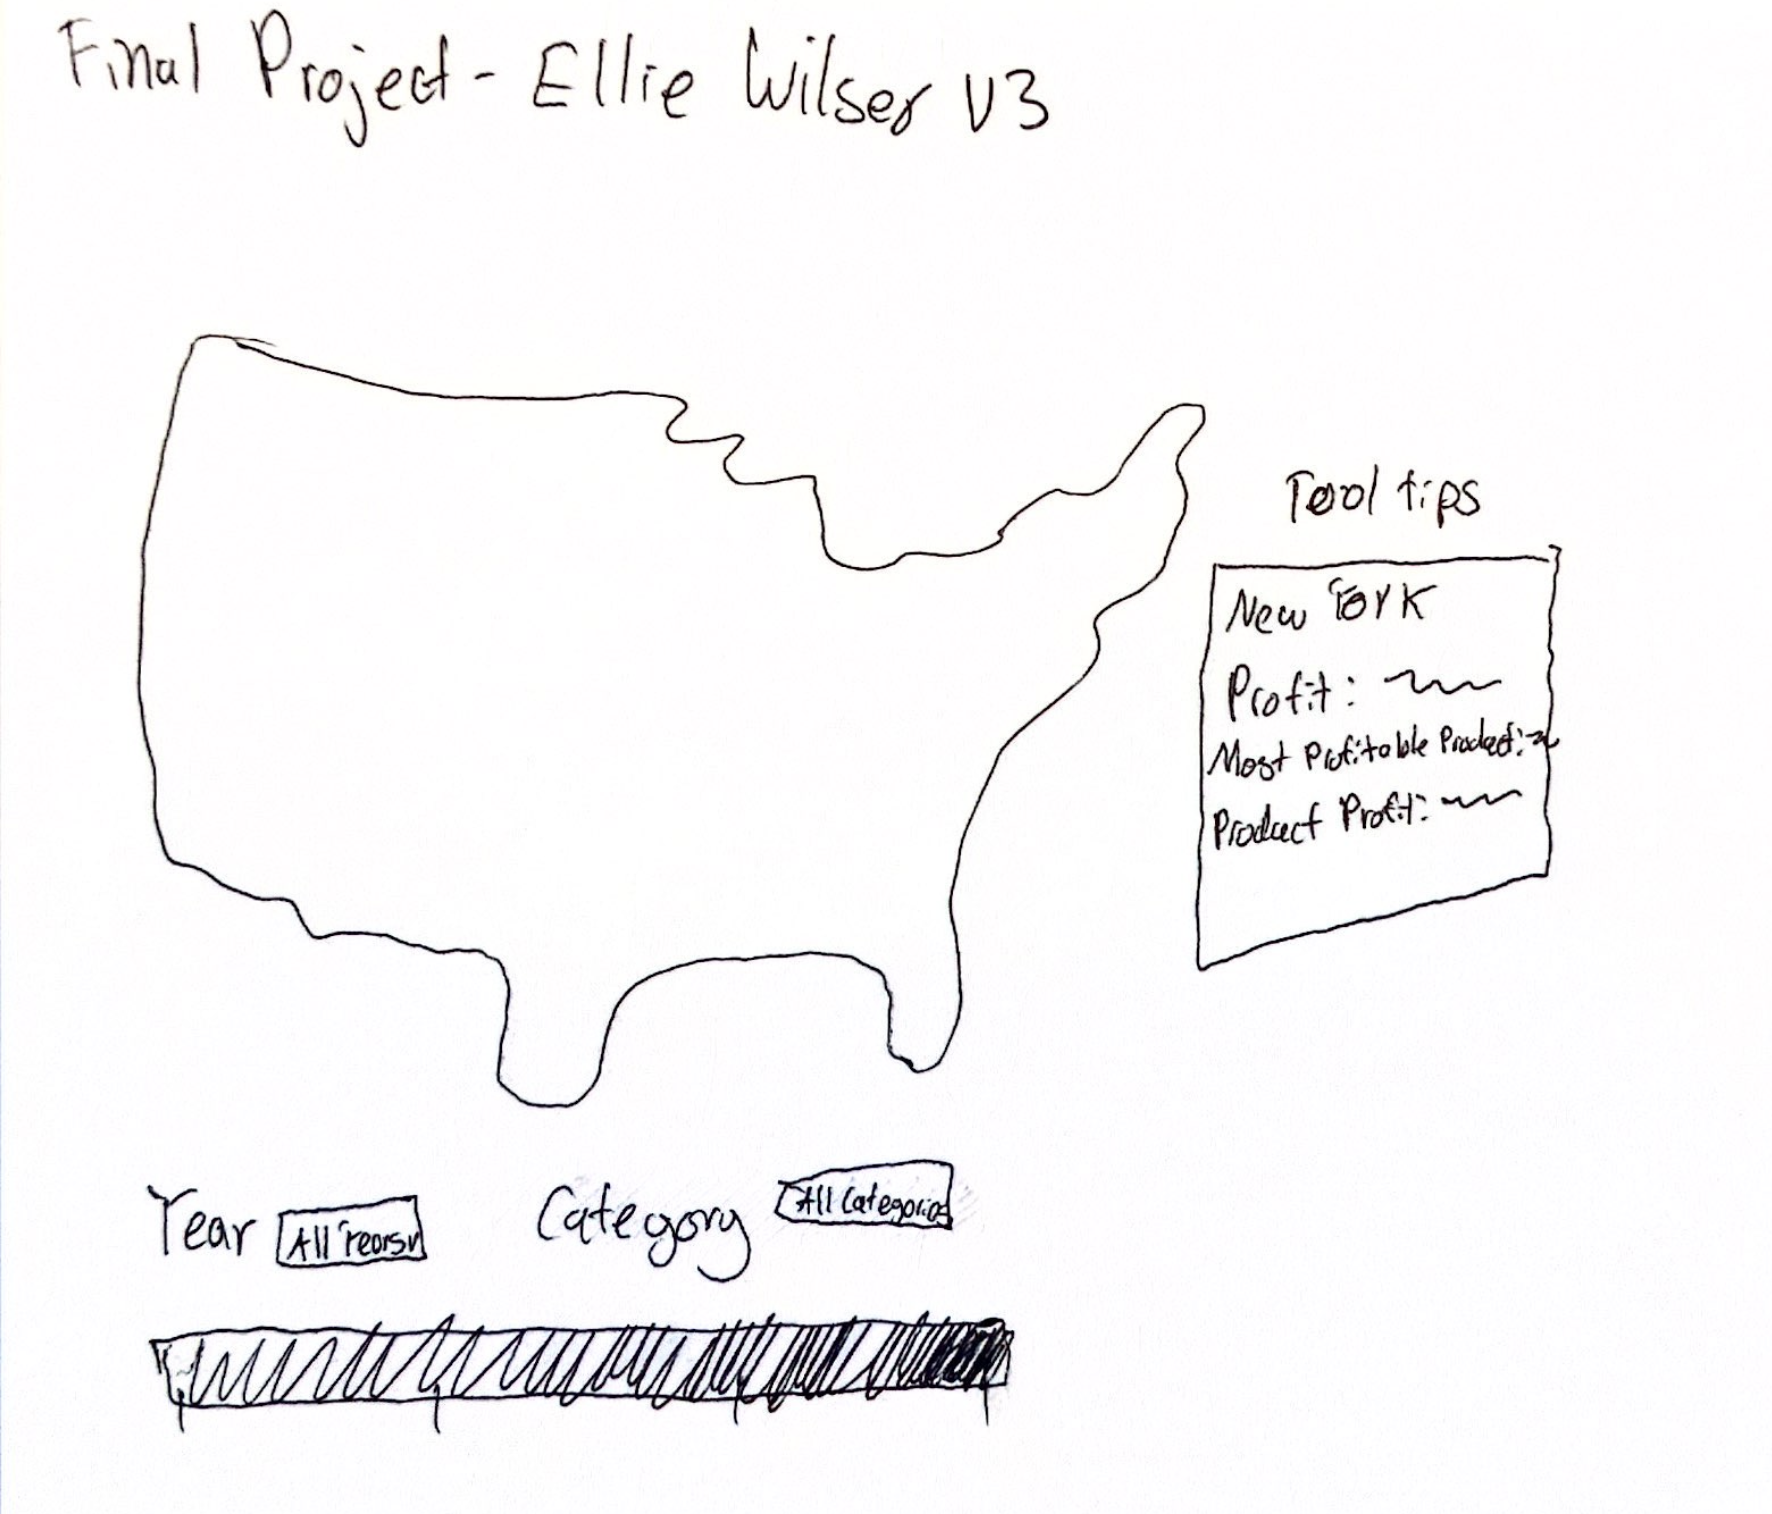 Final Project - Ellie Wilser V3
Tool tips
New York
Profit:
Most Profitable Product:
Product Profit:
Year
All Years
Category
All Categories